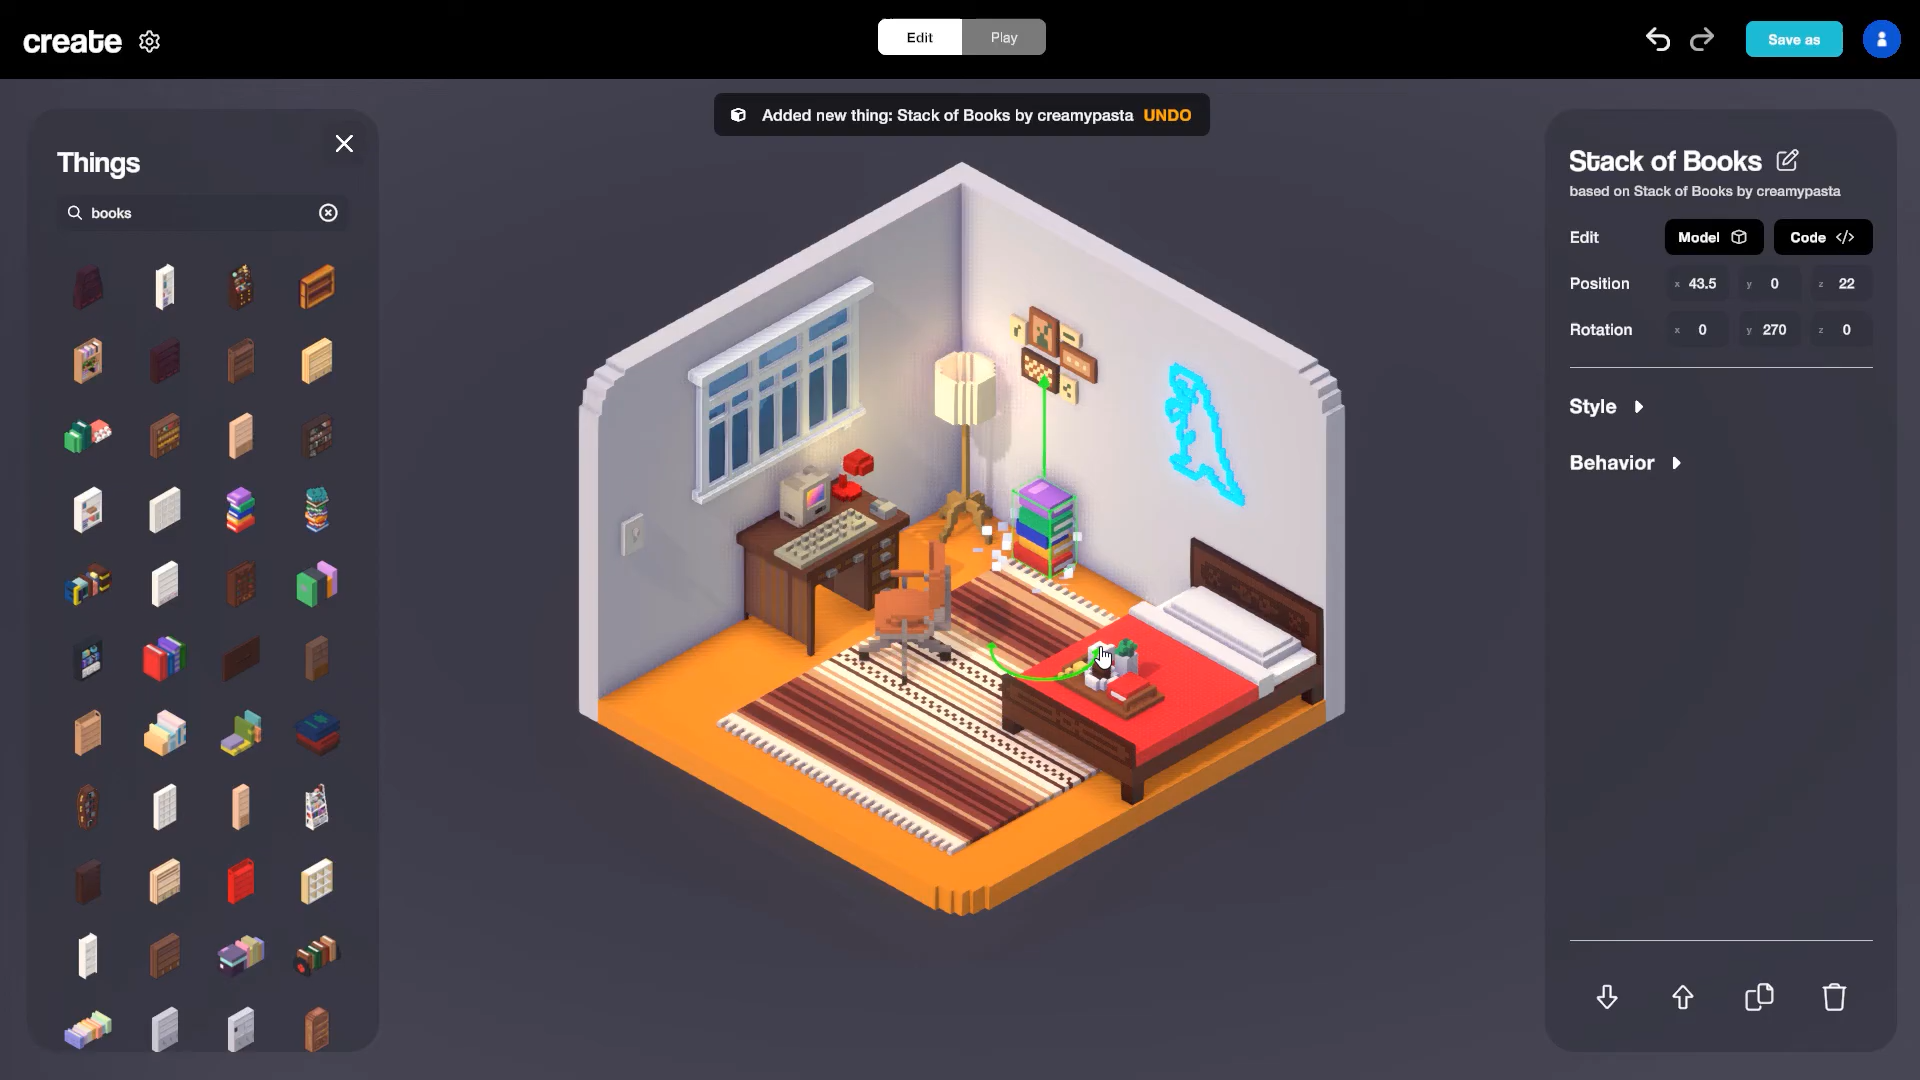 create
Edit
Play
Save as
Added new thing: Stack of Books by creamypasta UNDO
Things
books
Stack of Books
based on Stack of Books by creamypasta
Edit
Model
Code </>
Position
x 43.5
y 0
z 22
Rotation
x 0
y 270
z 0
Style
Behavior